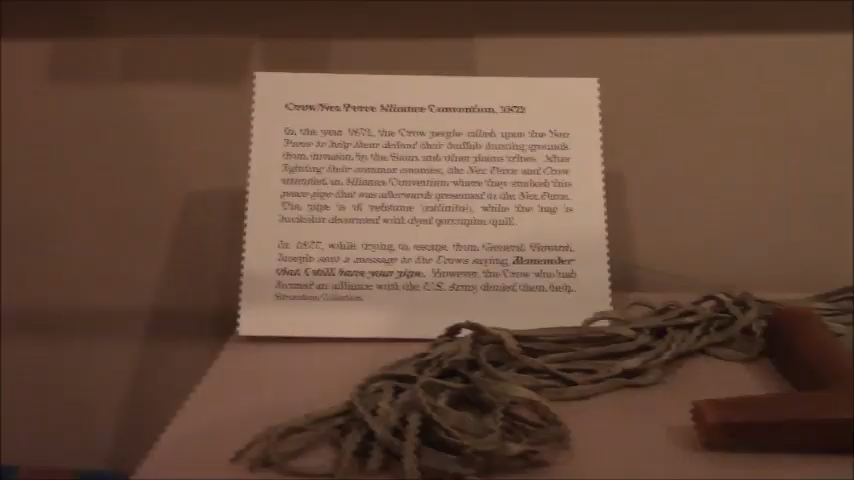 Crow/Nez Perce Alliance Convention, 1872
In the year 1872, the Crow people called upon the Nez
Perce to help them defend their buffalo hunting grounds
from invasion by the Sioux and other plains tribes. After
fighting their common enemies, the Nez Perce and Crow
attended an Alliance Convention where they smoked this
peace pipe that was afterwards presented to the Nez Perce.
The pipe is of redstone (catlinite), while the bag is
buckskin decorated with dyed porcupine quill.
In 1877, while trying to escape from General Howard,
Joseph sent a message to the Crows saying Remember
that I still have your pipe. However, the Crow who had
formed an alliance with the U.S. Army denied them help.
Collection.